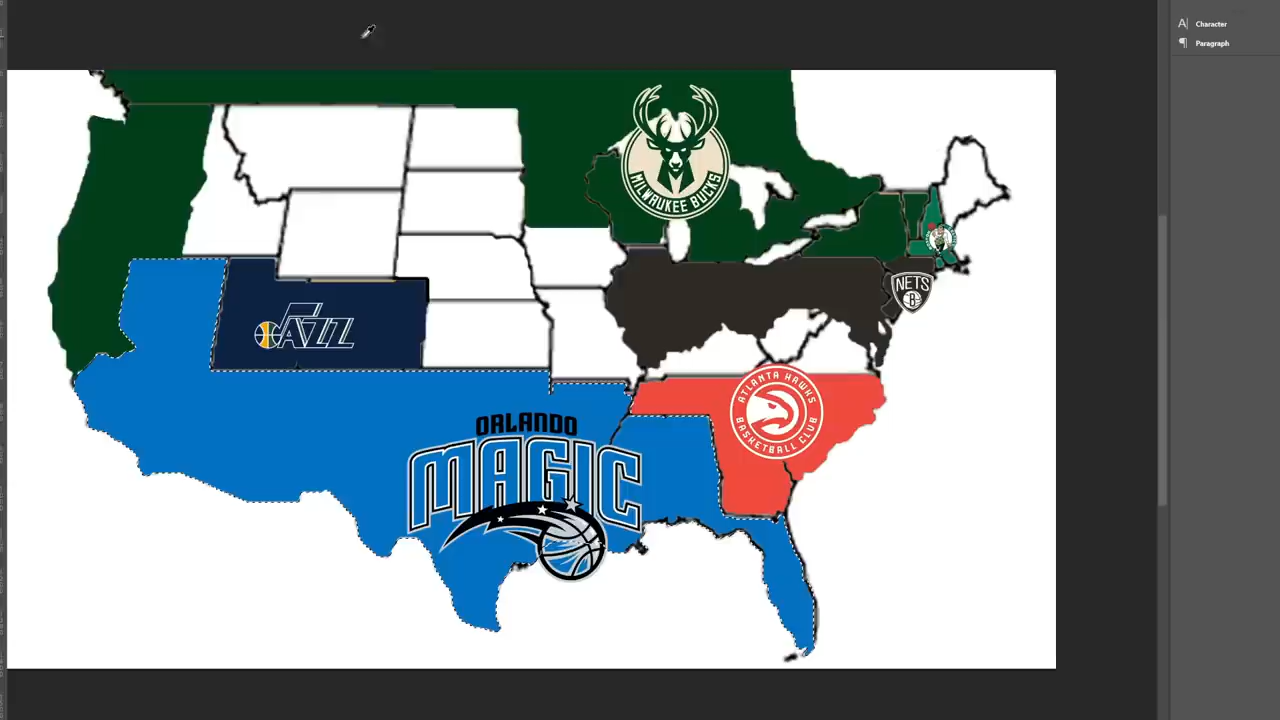 Character
Paragraph
MILWAUKEE BUCKS
NETS
B
JAZZ
ATLANTA HAWKS
BASKETBALL CLUB
ORLANDO
MAGIC